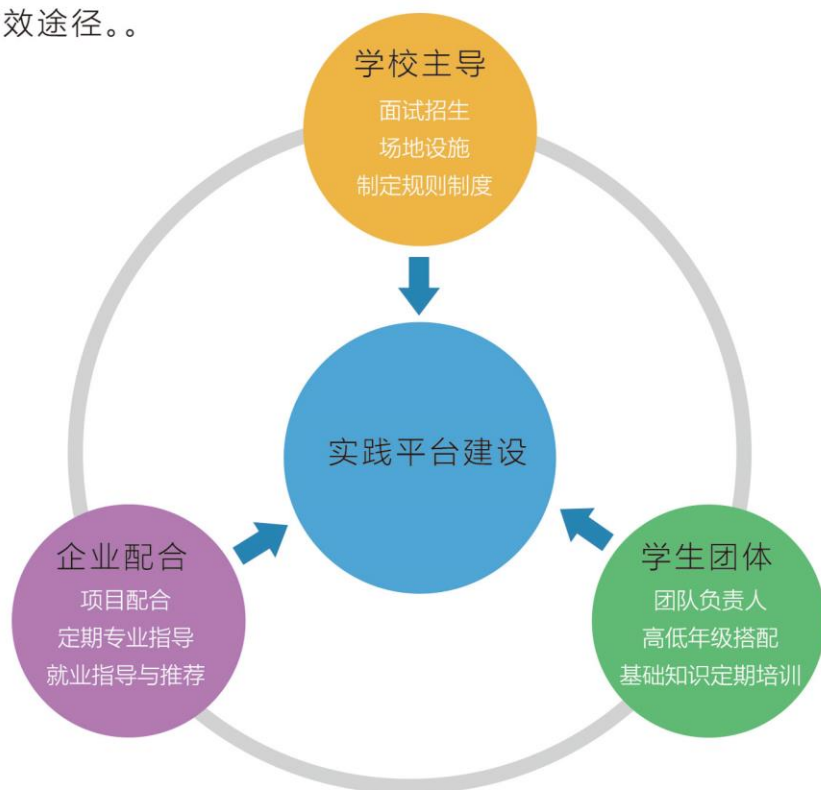 效途径。。
学校主导
面试招生
场地设施
制定规则制度
实践平台建设
企业配合
项目配合
定期专业指导
就业指导与推荐
学生团体
团队负责人
高低年级搭配
基础知识定期培训